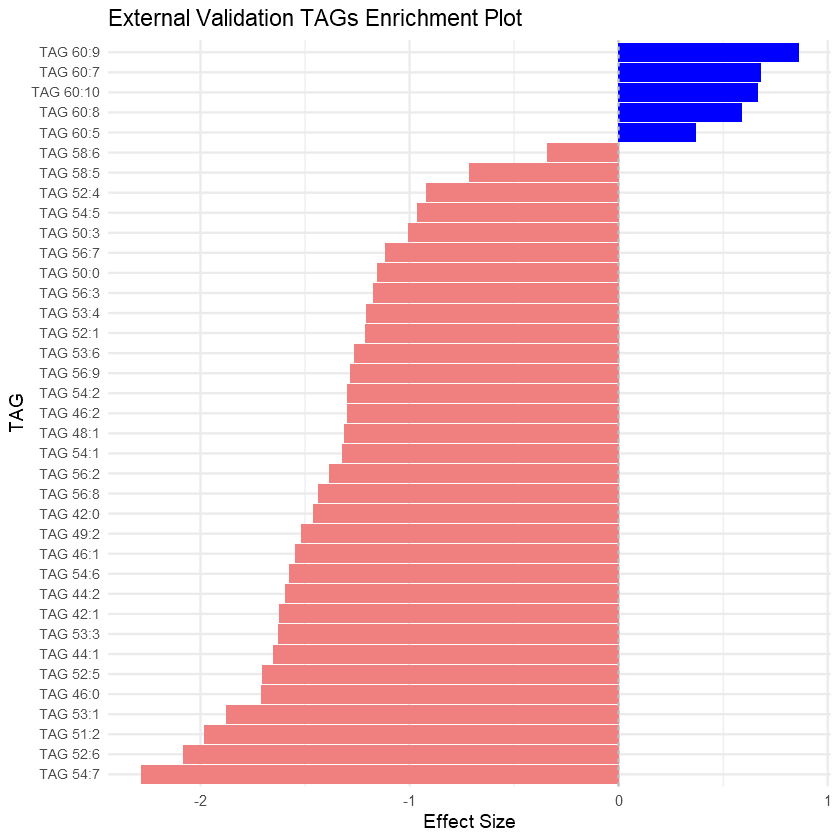 External Validation TAGs Enrichment Plot
TAG 60:9
TAG 60:7
TAG 60:10
TAG 60:8
TAG 60:5
TAG 58:6
TAG 58:5
TAG 52:4
TAG 54:5
TAG 50:3
TAG 56:7
TAG 50:0
TAG 56:3
TAG 53:4
TAG 52:1
TAG 53:6
TAG 56:9
TAG 54:2
TAG 46:2
TAG 48:1
TAG 54:1
TAG 56:2
TAG 56:8
TAG 42:0
TAG 49:2
TAG 46:1
TAG 54:6
TAG 44:2
TAG 42:1
TAG 53:3
TAG 44:1
TAG 52:5
TAG 46:0
TAG 53:1
TAG 51:2
TAG 52:6
TAG 54:7
TAG
-2 -1 0 1
Effect Size